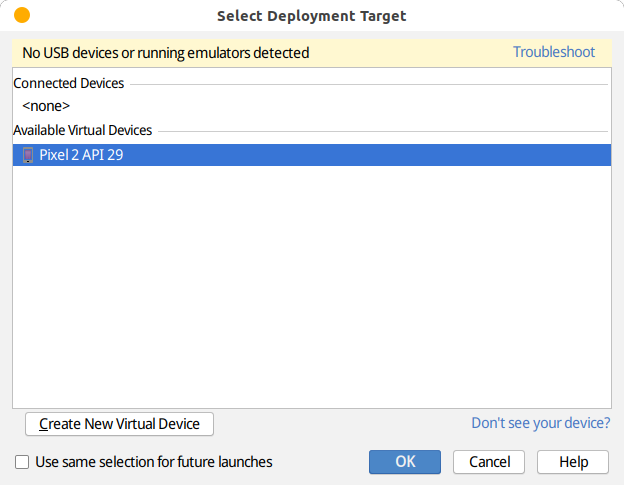 Select Deployment Target
No USB devices or running emulators detected Troubleshoot
Connected Devices
<none>
Available Virtual Devices
Pixel 2 API 29
Create New Virtual Device Don't see your device?
Use same selection for future launches OK Cancel Help